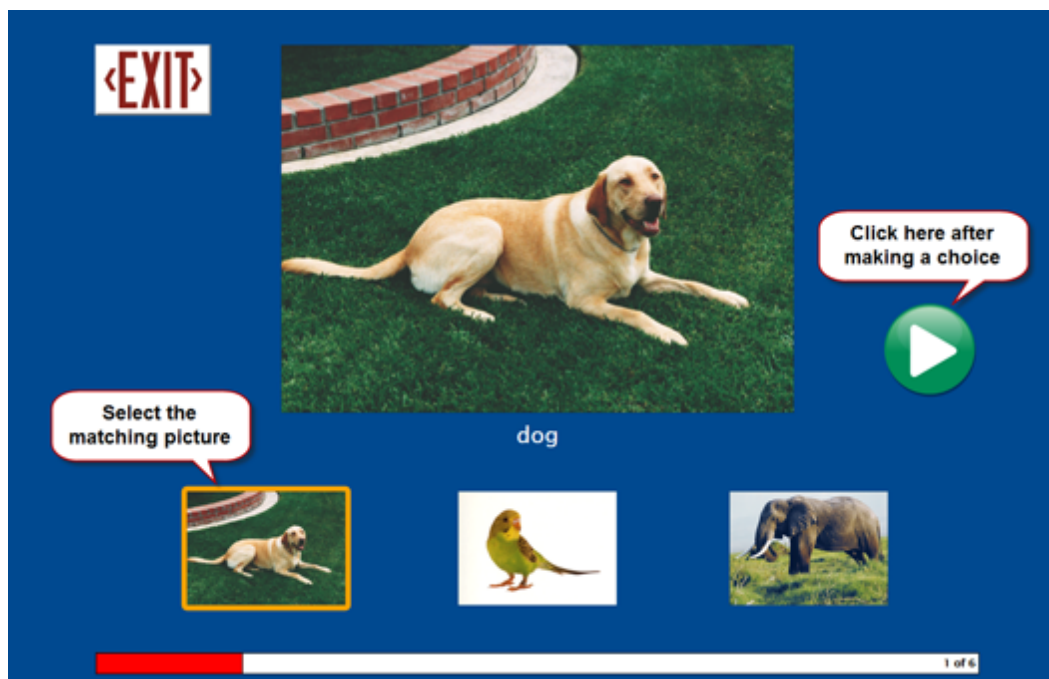 ‹EXIT›
Click here after
making a choice
Select the
matching picture
dog
1 of 6